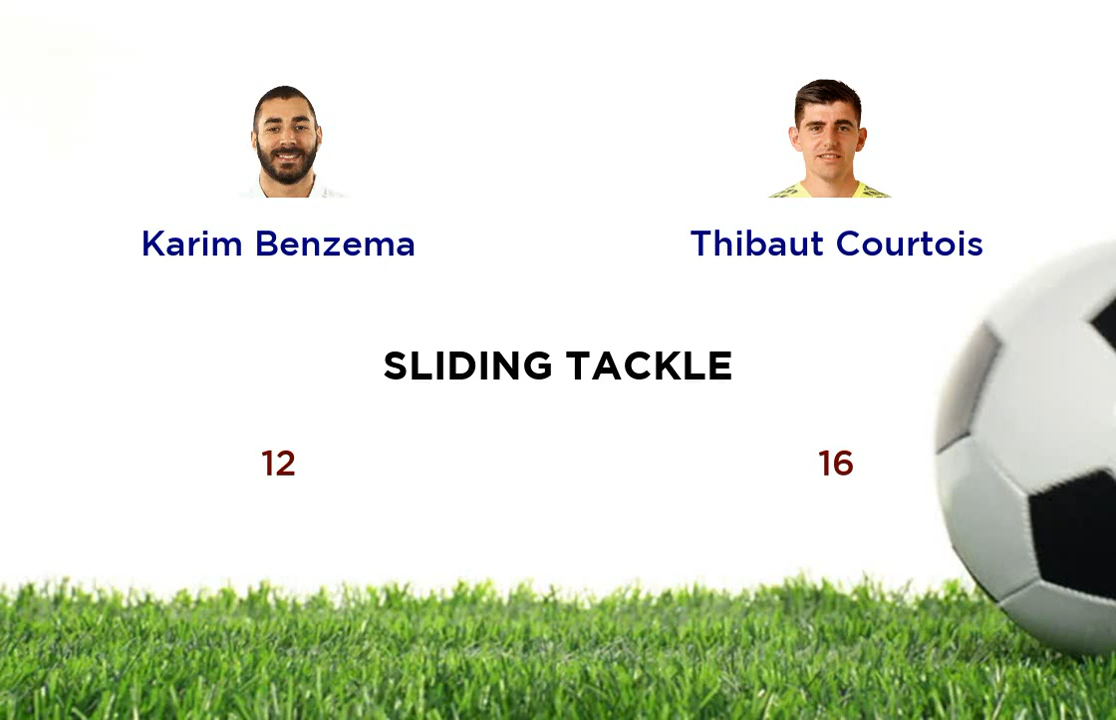 Karim Benzema
Thibaut Courtois
SLIDING TACKLE
12
16